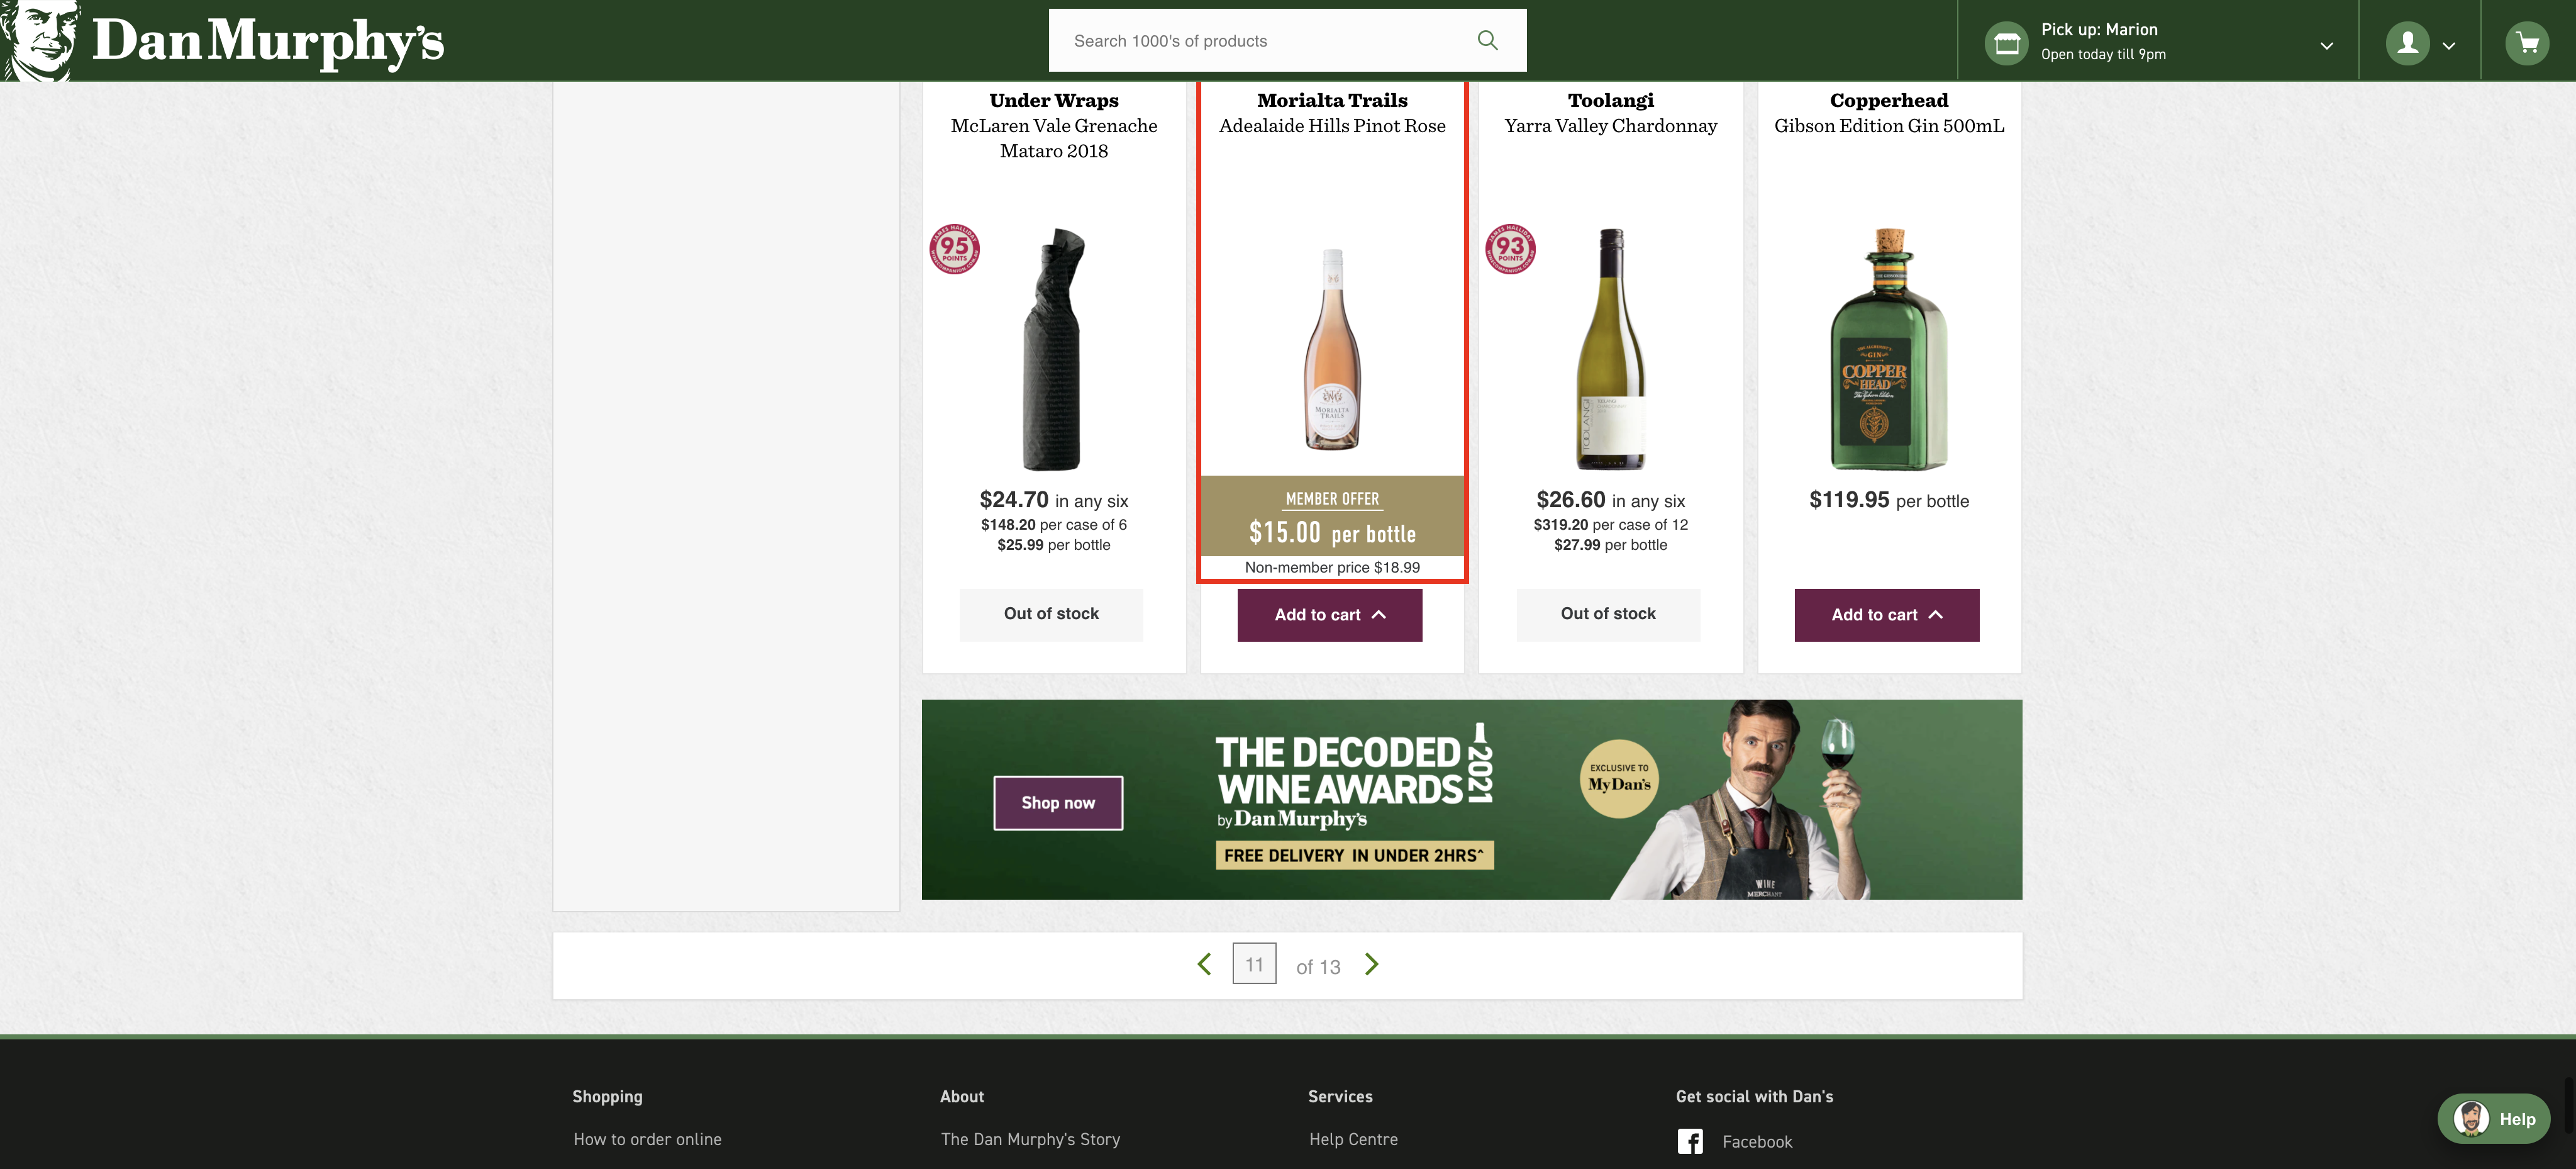 Dan Murphy's
Search 1000's of products
Pick up: Marion
Open today till 9pm
Under Wraps
McLaren Vale Grenache
Mataro 2018
95
POINTS
$24.70 in any six
$148.20 per case of 6
$25.99 per bottle
Out of stock
Morialta Trails
Adealaide Hills Pinot Rose
MORIALTA
TRAILS
MEMBER OFFER
$15.00 per bottle
Non-member price $18.99
Add to cart
Toolangi
Yarra Valley Chardonnay
93
POINTS
TOOLANGI
$26.60 in any six
$319.20 per case of 12
$27.99 per bottle
Out of stock
Copperhead
Gibson Edition Gin 500mL
GIN
COPPER
HEAD
$119.95 per bottle
Add to cart
Shop now
THE DECODED
WINE AWARDS
2021
by Dan Murphy's
FREE DELIVERY IN UNDER 2HRS^
EXCLUSIVE TO
My Dan's
WINE
MERCHANT
11 of 13
Shopping
How to order online
About
The Dan Murphy's Story
Services
Help Centre
Get social with Dan's
Facebook
Help